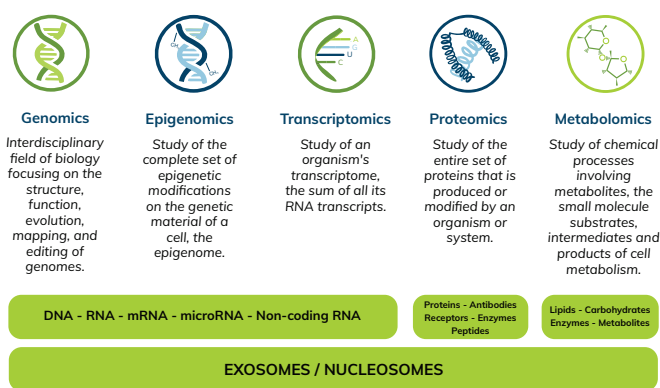 CH₃
CH₃
A
G
U
C
Genomics
Interdisciplinary
field of biology
focusing on the
structure,
function,
evolution,
mapping, and
editing of
genomes.
Epigenomics
Study of the
complete set of
epigenetic
modifications
on the genetic
material of a
cell, the
epigenome.
Transcriptomics
Study of an
organism's
transcriptome,
the sum of all its
RNA transcripts.
Proteomics
Study of the
entire set of
proteins that is
produced or
modified by an
organism or
system.
Metabolomics
Study of chemical
processes
involving
metabolites, the
small molecule
substrates,
intermediates and
products of cell
metabolism.
DNA - RNA - mRNA - microRNA - Non-coding RNA
Proteins - Antibodies
Receptors - Enzymes
Peptides
Lipids - Carbohydrates
Enzymes - Metabolites
EXOSOMES / NUCLEOSOMES